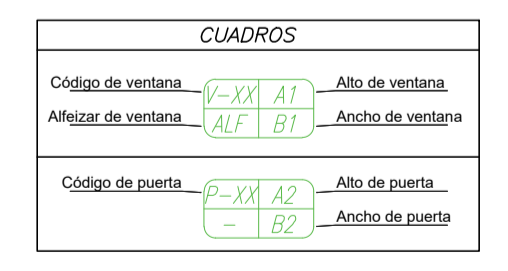 CUADROS
Código de ventana V-XX A1 Alto de ventana
Alfeizar de ventana ALF B1 Ancho de ventana
Código de puerta P-XX A2 Alto de puerta
- B2 Ancho de puerta